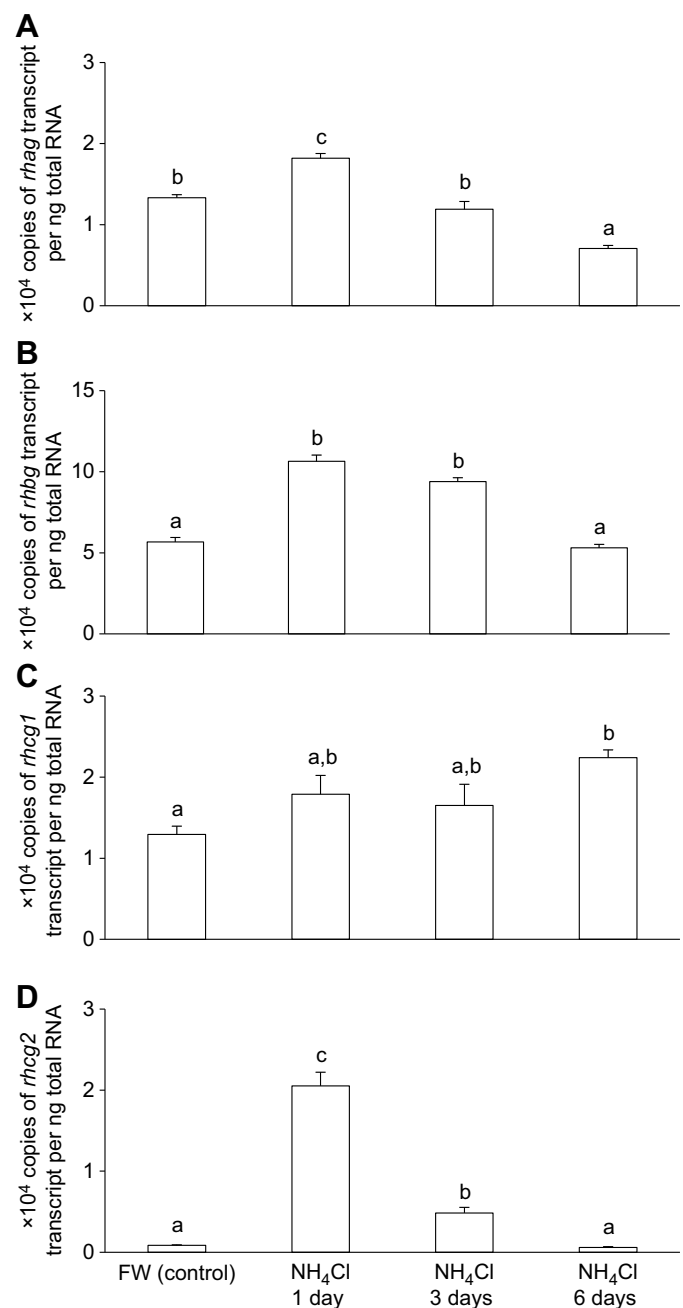 A
×10⁴ copies of rhag transcript
per ng total RNA
3
2
1
0
b
c
b
a
B
×10⁴ copies of rhbg transcript
per ng total RNA
15
10
5
0
a
b
b
a
C
×10⁴ copies of rhcg1
transcript per ng total RNA
3
2
1
0
a
a,b
a,b
b
D
×10⁴ copies of rhcg2
transcript per ng total RNA
3
2
1
0
a
c
b
a
FW (control)
NH₄Cl
1 day
NH₄Cl
3 days
NH₄Cl
6 days